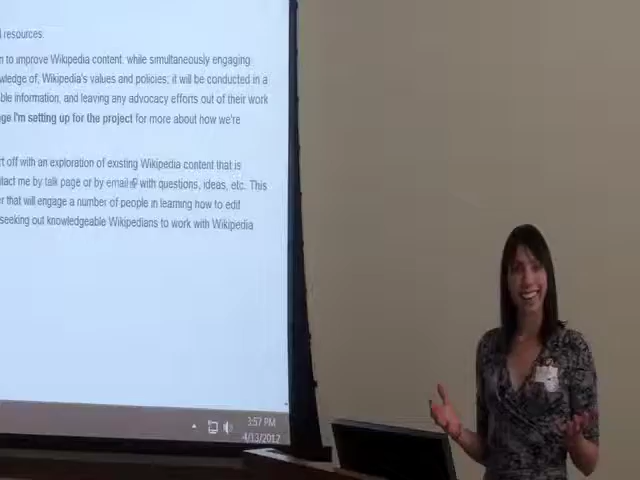 resources.
to improve Wikipedia content, while simultaneously engaging
wledge of, Wikipedia's values and policies; it will be conducted in a
ble information, and leaving any advocacy efforts out of their work
ge I'm setting up for the project for more about how we're
rt off with an exploration of existing Wikipedia content that is
tact me by talk page or by email with questions, ideas, etc. This
r that will engage a number of people in learning how to edit
seeking out knowledgeable Wikipedians to work with Wikipedia
3:57 PM
4/13/2012